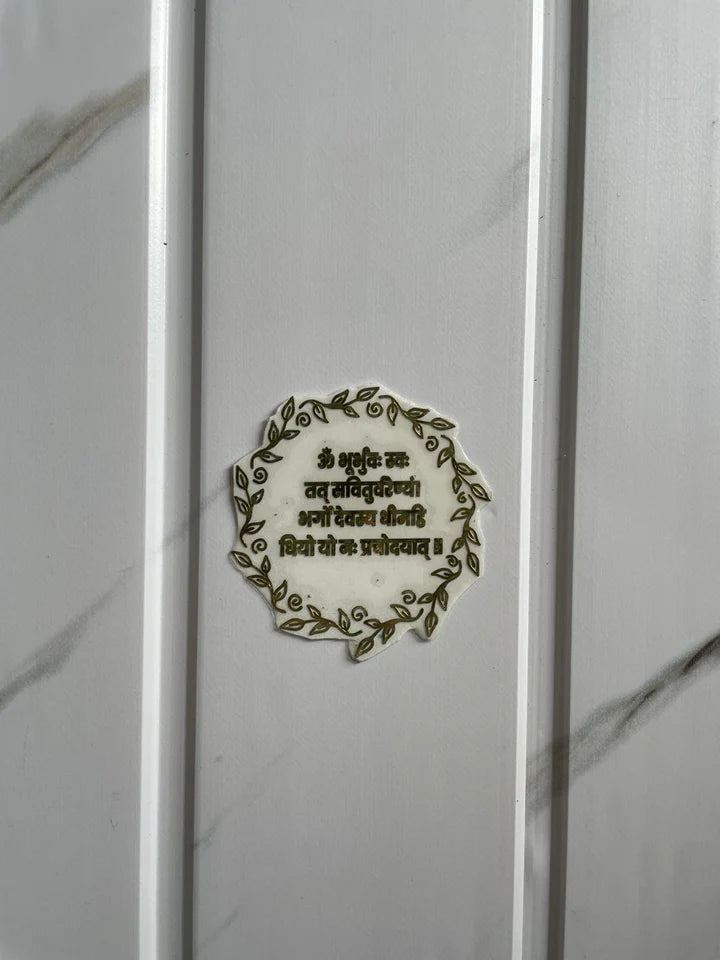 ॐ भूर्भुवः स्वः
तत् सवितुर्वरेण्यं
भर्गो देवस्य धीमहि
धियो यो नः प्रचोदयात् ॥